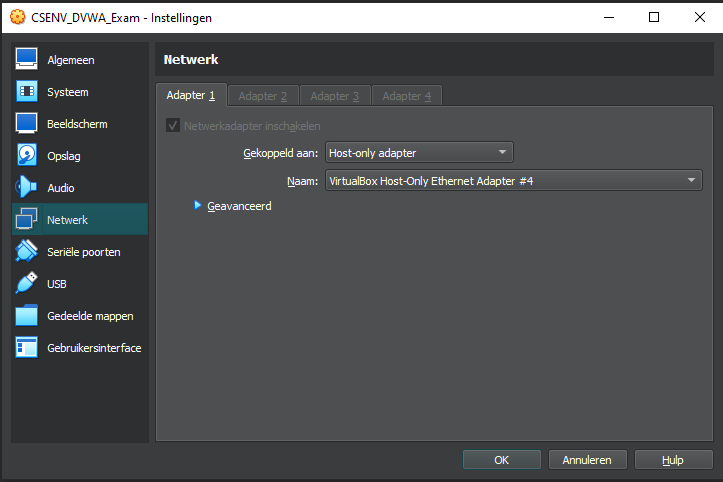 CSENV_DVWA_Exam - Instellingen
Algemeen
Systeem
Beeldscherm
Opslag
Audio
Netwerk
Seriële poorten
USB
Gedeelde mappen
Gebruikersinterface
Netwerk
Adapter 1 Adapter 2 Adapter 3 Adapter 4
Netwerkadapter inschakelen
Gekoppeld aan: Host-only adapter
Naam: VirtualBox Host-Only Ethernet Adapter #4
Geavanceerd
OK Annuleren Hulp